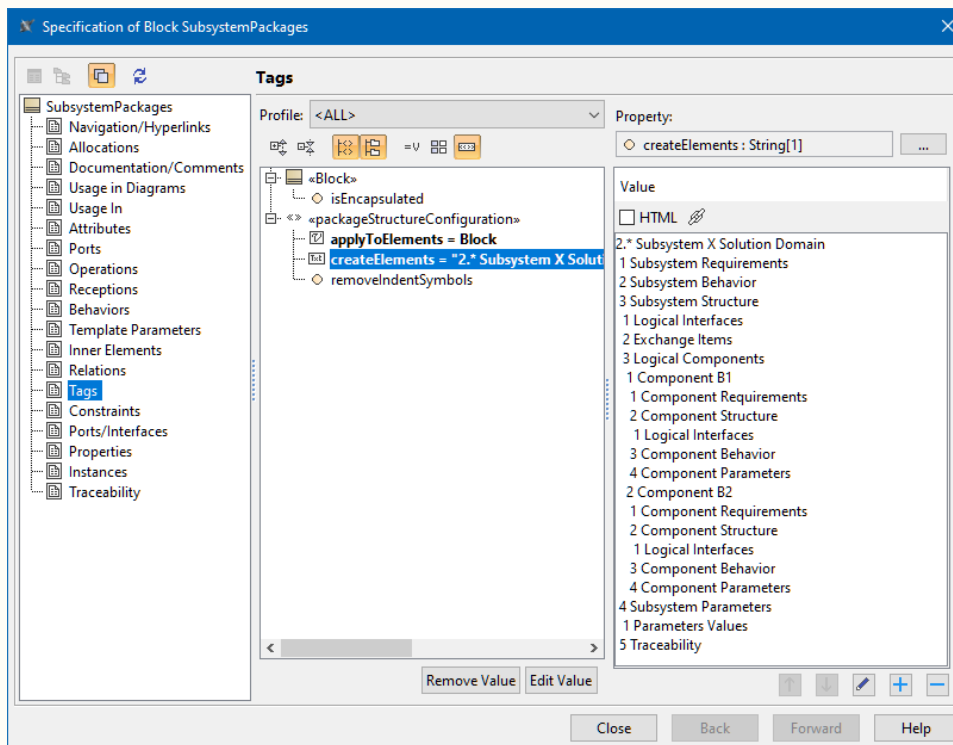 Specification of Block SubsystemPackages
SubsystemPackages
Navigation/Hyperlinks
Allocations
Documentation/Comments
Usage in Diagrams
Usage In
Attributes
Ports
Operations
Receptions
Behaviors
Template Parameters
Inner Elements
Relations
Tags
Constraints
Ports/Interfaces
Properties
Instances
Traceability
Tags
Profile: <ALL>
=V
«Block»
isEncapsulated
«packageStructureConfiguration»
applyToElements = Block
Txt createElements = "2.* Subsystem X Soluti
removeIndentSymbols
Remove Value Edit Value
Property:
createElements : String[1] ...
Value
HTML
2.* Subsystem X Solution Domain
1 Subsystem Requirements
2 Subsystem Behavior
3 Subsystem Structure
1 Logical Interfaces
2 Exchange Items
3 Logical Components
1 Component B1
1 Component Requirements
2 Component Structure
1 Logical Interfaces
3 Component Behavior
4 Component Parameters
2 Component B2
1 Component Requirements
2 Component Structure
1 Logical Interfaces
3 Component Behavior
4 Component Parameters
4 Subsystem Parameters
1 Parameters Values
5 Traceability
Close Back Forward Help